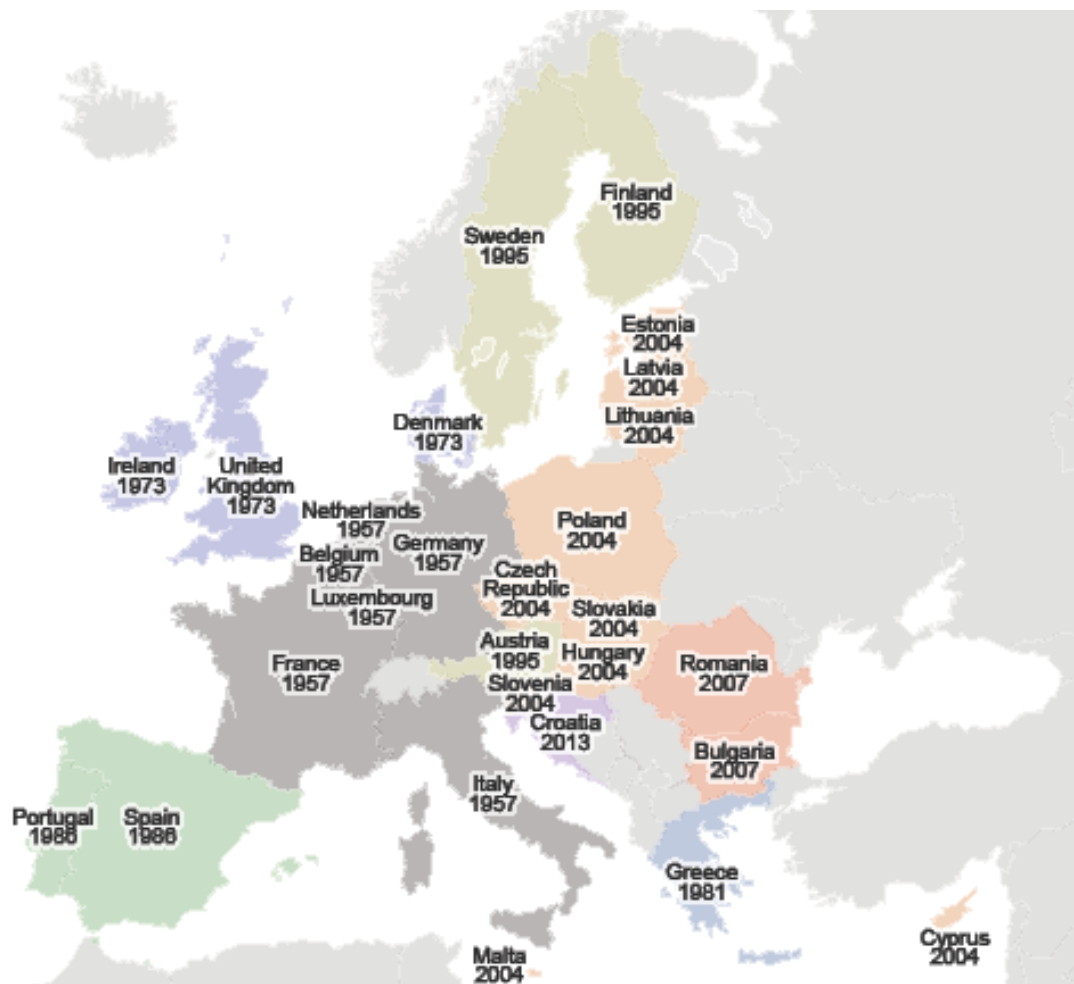 Finland
1995
Sweden
1995
Estonia
2004
Latvia
2004
Lithuania
2004
Denmark
1973
Ireland
1973
United
Kingdom
1973
Netherlands
1957
Germany
1957
Belgium
1957
Luxembourg
1957
Poland
2004
Czech
Republic
2004
Slovakia
2004
Austria
1995
Hungary
2004
France
1957
Romania
2007
Slovenia
2004
Croatia
2013
Bulgaria
2007
Italy
1957
Portugal
1986
Spain
1986
Greece
1981
Cyprus
2004
Malta
2004